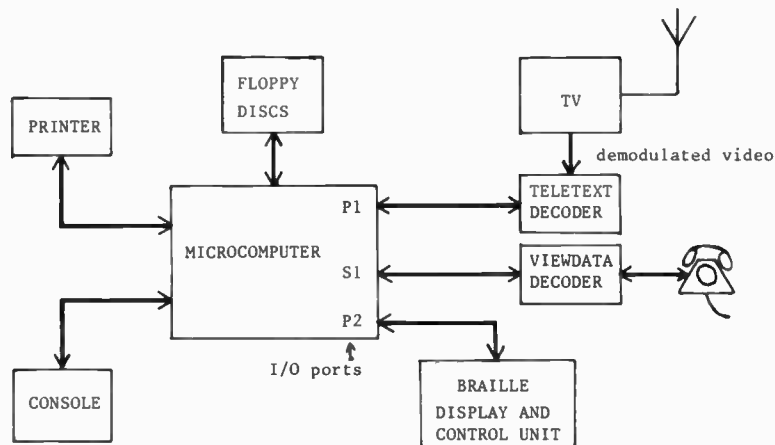 FLOPPY
DISCS
TV
PRINTER
demodulated video
P1
TELETEXT
DECODER
MICROCOMPUTER
S1
VIEWDATA
DECODER
P2
I/O ports
CONSOLE
BRAILLE
DISPLAY AND
CONTROL UNIT